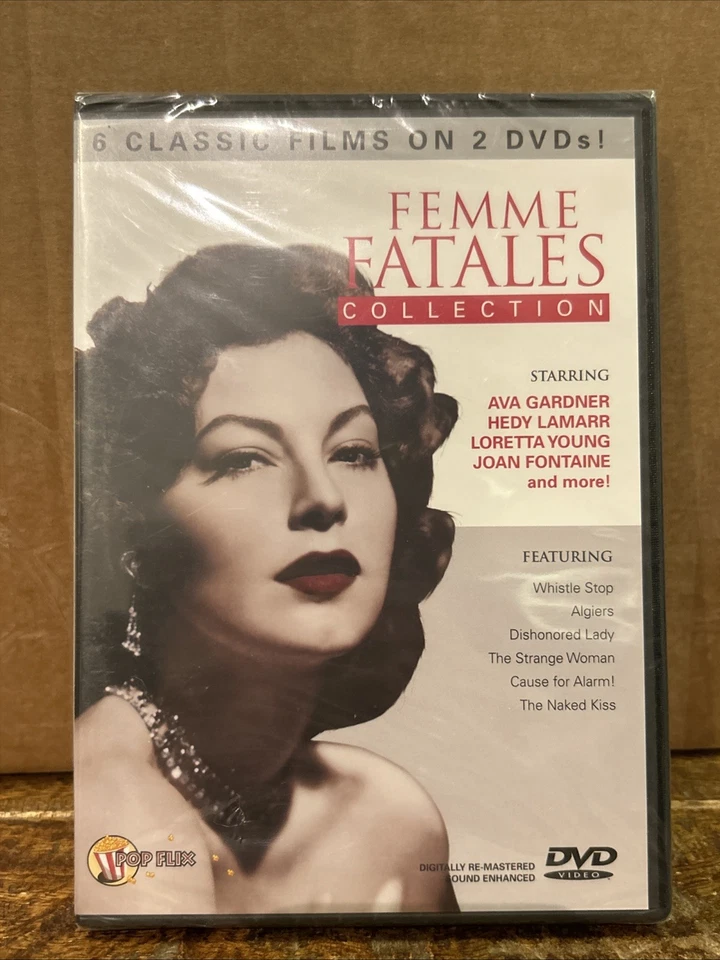 6 CLASSIC FILMS ON 2 DVDs!
FEMME
FATALES
COLLECTION
STARRING
AVA GARDNER
HEDY LAMARR
LORETTA YOUNG
JOAN FONTAINE
and more!
FEATURING
Whistle Stop
Algiers
Dishonored Lady
The Strange Woman
Cause for Alarm!
The Naked Kiss
POP FLIX
DIGITALLY RE-MASTERED
SOUND ENHANCED
DVD
VIDEO